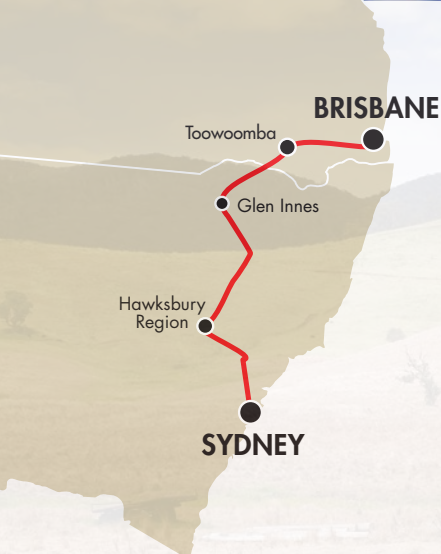 BRISBANE
Toowoomba
Glen Innes
Hawksbury
Region
SYDNEY